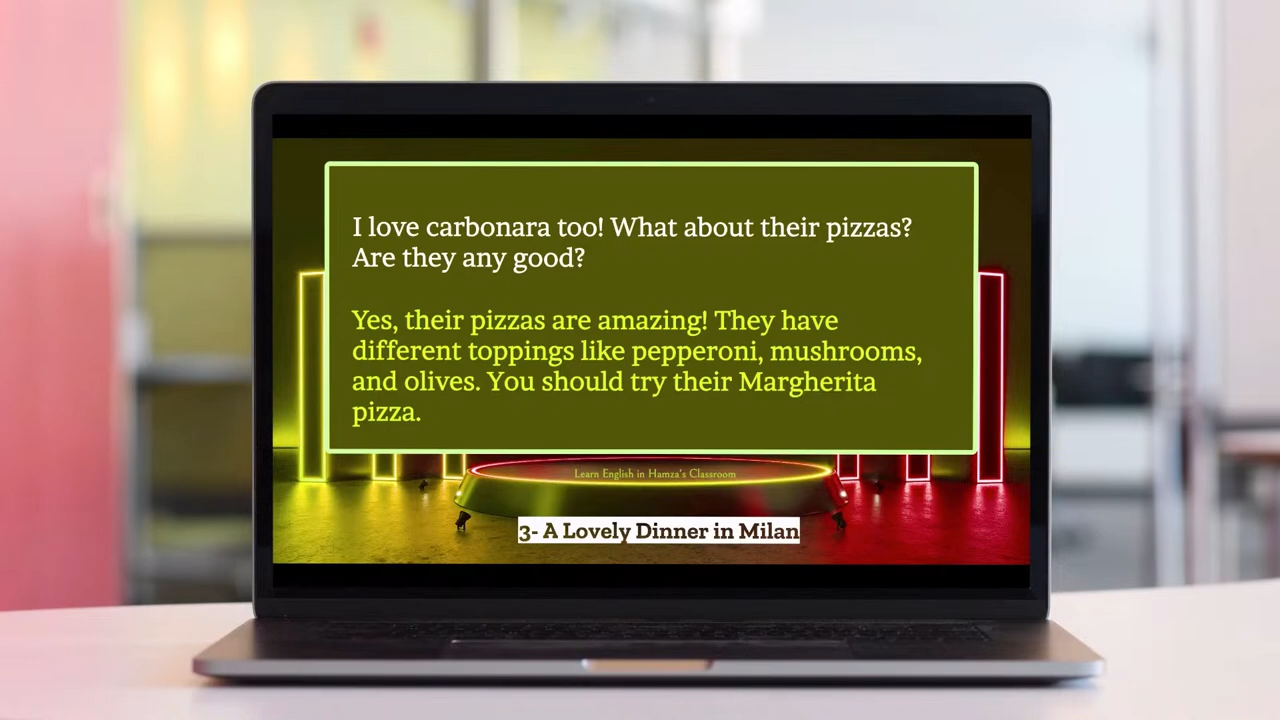 I love carbonara too! What about their pizzas?
Are they any good?
Yes, their pizzas are amazing! They have
different toppings like pepperoni, mushrooms,
and olives. You should try their Margherita
pizza.
Learn English in Hamza's Classroom
3- A Lovely Dinner in Milan